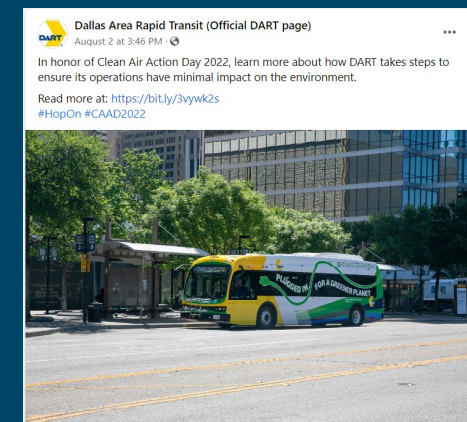 DART
Dallas Area Rapid Transit (Official DART page)
August 2 at 3:46 PM ·
In honor of Clean Air Action Day 2022, learn more about how DART takes steps to
ensure its operations have minimal impact on the environment.
Read more at: https://bit.ly/3vywk2s
#HopOn #CAAD2022
PLUGGED IN FOR A GREENER PLANET